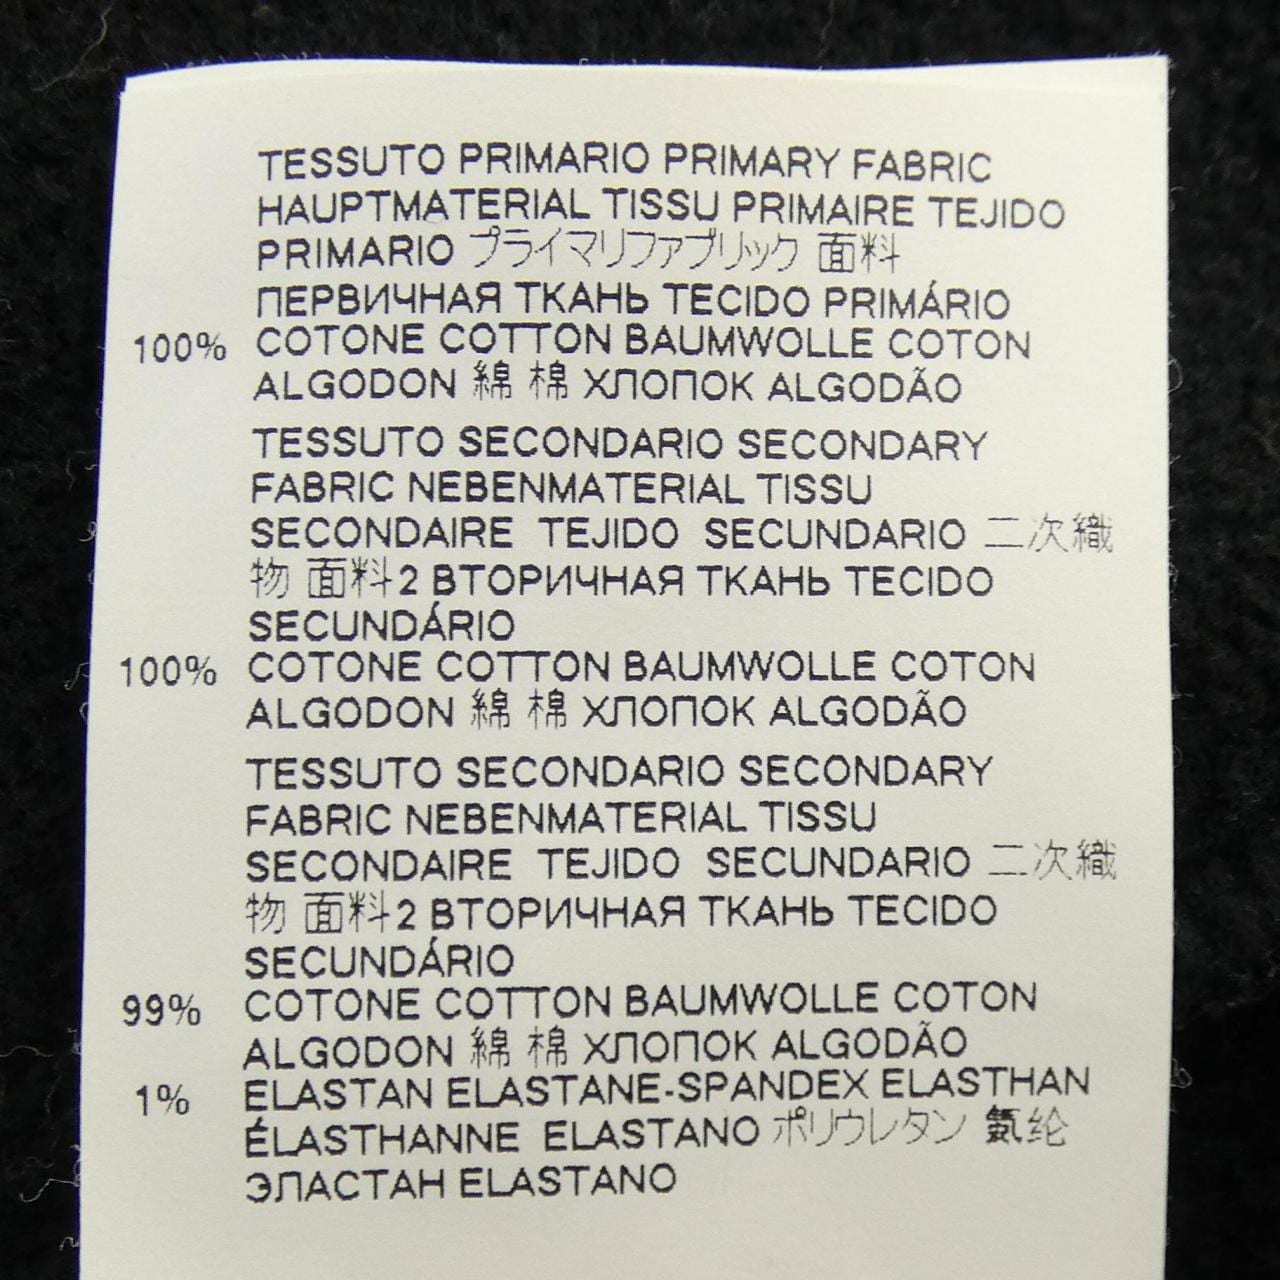 TESSUTO PRIMARIO PRIMARY FABRIC
HAUPTMATERIAL TISSU PRIMAIRE TEJIDO
PRIMARIO プライマリファブリック 面料
ПЕРВИЧНАЯ ТКАНЬ TECIDO PRIMÁRIO
100% COTONE COTTON BAUMWOLLE COTON
ALGODON 綿 棉 ХЛОПОК ALGODÃO
TESSUTO SECONDARIO SECONDARY
FABRIC NEBENMATERIAL TISSU
SECONDAIRE TEJIDO SECUNDARIO 二次織
物 面料2 ВТОРИЧНАЯ ТКАНЬ TECIDO
SECUNDÁRIO
100% COTONE COTTON BAUMWOLLE COTON
ALGODON 綿 棉 ХЛОПОК ALGODÃO
TESSUTO SECONDARIO SECONDARY
FABRIC NEBENMATERIAL TISSU
SECONDAIRE TEJIDO SECUNDARIO 二次織
物 面料2 ВТОРИЧНАЯ ТКАНЬ TECIDO
SECUNDÁRIO
99% COTONE COTTON BAUMWOLLE COTON
ALGODON 綿 棉 ХЛОПОК ALGODÃO
1% ELASTAN ELASTANE-SPANDEX ELASTHAN
ÉLASTHANNE ELASTANO ポリウレタン 氨纶
ЭЛАСТАН ELASTANO